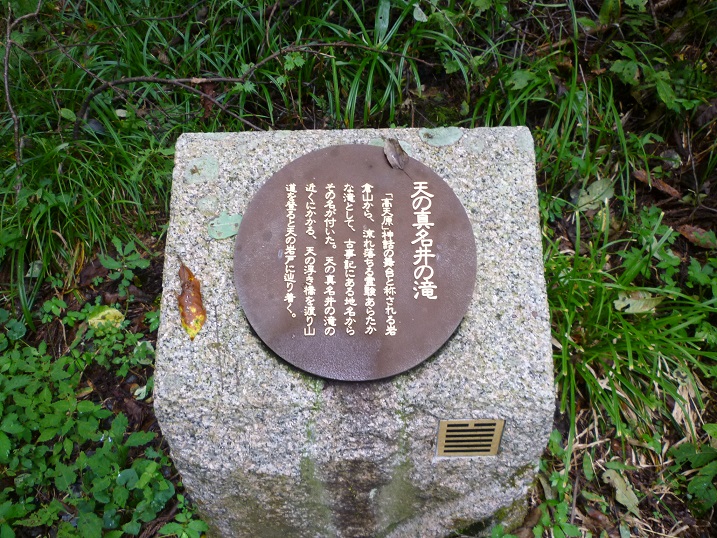 天の真名井の滝
「高天原」神話の舞台と称される岩
倉山から、流れ落ちる霊験あらたか
な滝として、古事記にある地名から
その名が付いた。天の真名井の滝の
近くにかかる、天の浮き橋を渡り山
道を登ると天の岩戸に辿り着く。